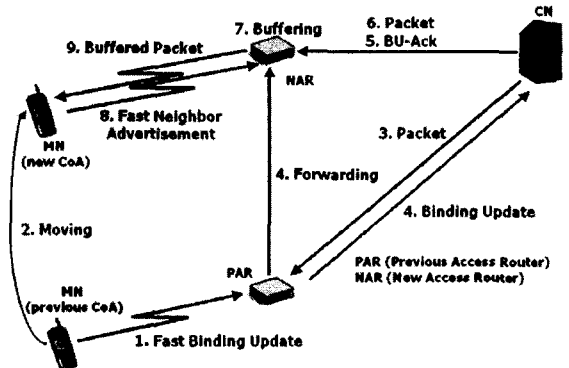 CN
6. Packet
5. BU-Ack
7. Buffering
9. Buffered Packet
NAR
8. Fast Neighbor
Advertisement
MN
(new CoA)
3. Packet
4. Forwarding
4. Binding Update
2. Moving
PAR (Previous Access Router)
NAR (New Access Router)
PAR
MN
(previous CoA)
1. Fast Binding Update